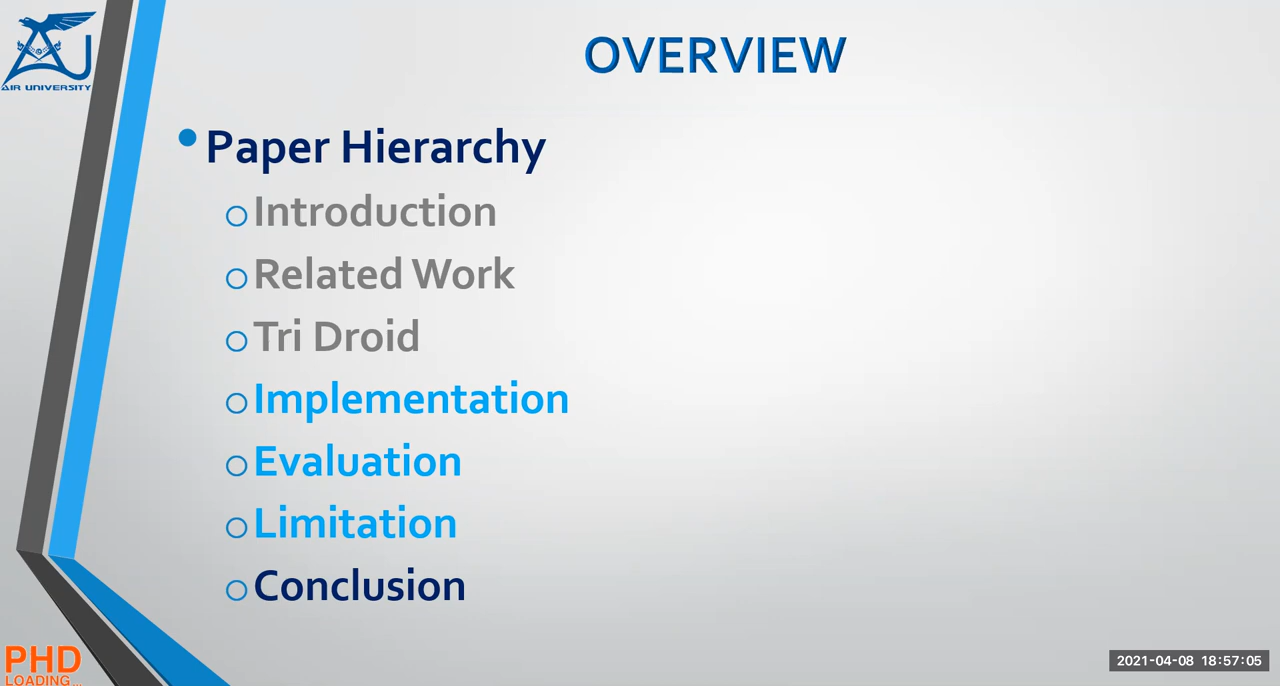 AIR UNIVERSITY
OVERVIEW
Paper Hierarchy
Introduction
Related Work
Tri Droid
Implementation
Evaluation
Limitation
Conclusion
PHD
LOADING...
2021-04-08 18:57:05